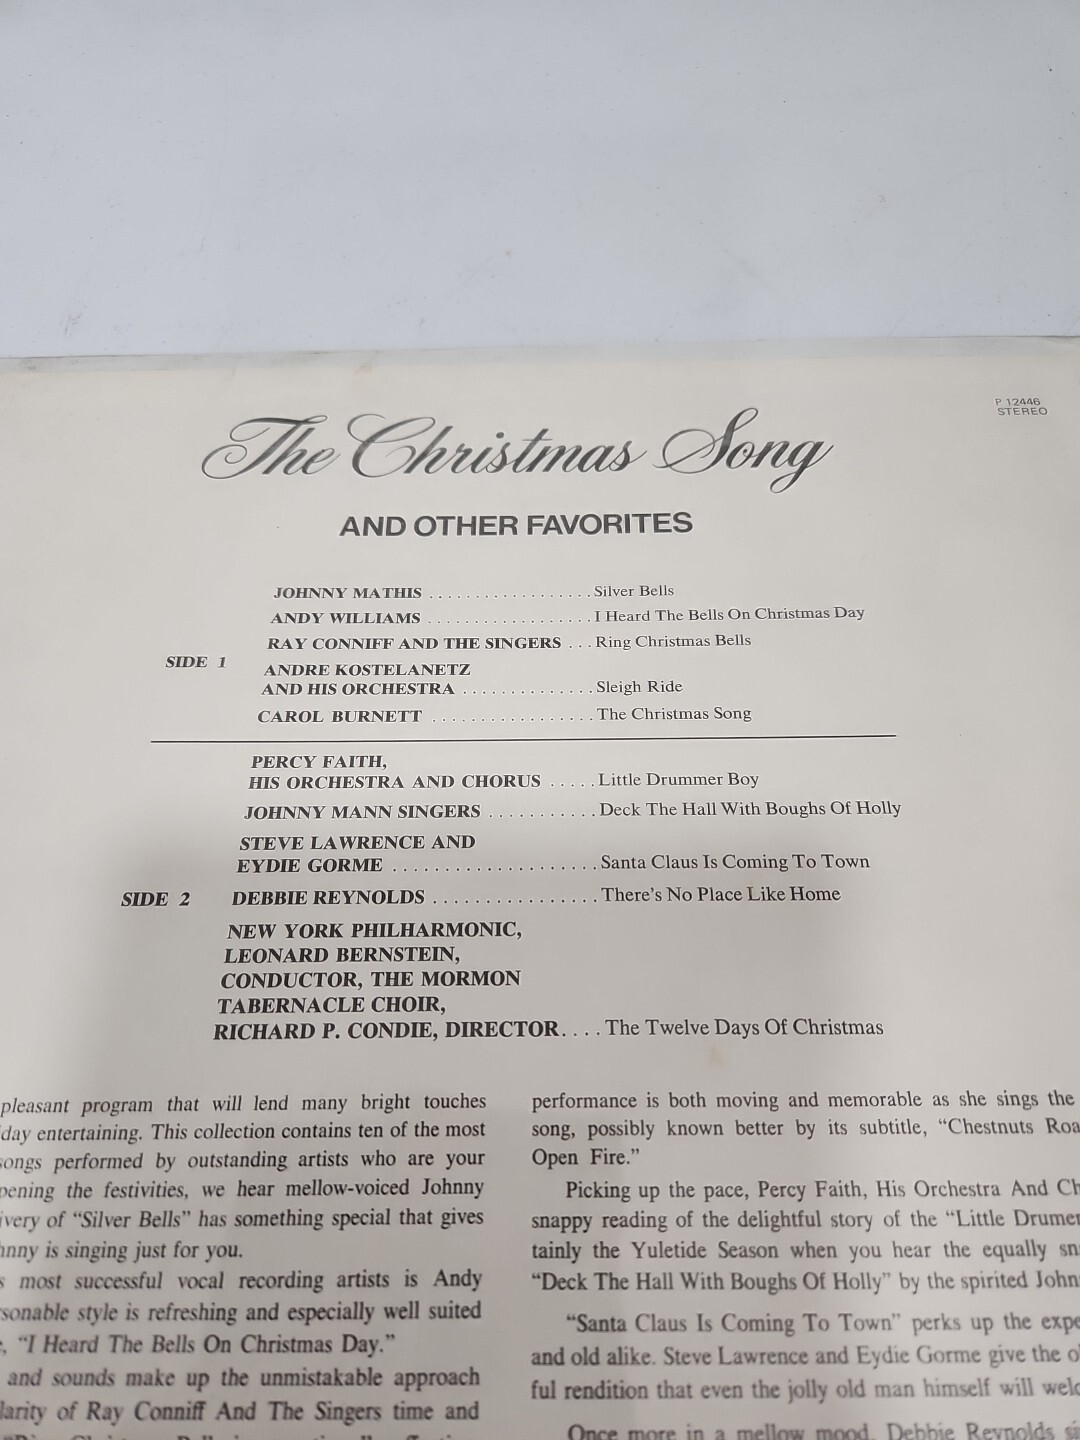 P 12446
STEREO
The Christmas Song
AND OTHER FAVORITES
JOHNNY MATHIS . . . . . . . . . . . . . . . . . . Silver Bells
ANDY WILLIAMS . . . . . . . . . . . . . . . . . . I Heard The Bells On Christmas Day
RAY CONNIFF AND THE SINGERS . . . Ring Christmas Bells
SIDE 1
ANDRE KOSTELANETZ
AND HIS ORCHESTRA . . . . . . . . . . . . . . Sleigh Ride
CAROL BURNETT . . . . . . . . . . . . . . . . . The Christmas Song
PERCY FAITH,
HIS ORCHESTRA AND CHORUS . . . . . Little Drummer Boy
JOHNNY MANN SINGERS . . . . . . . . . . . Deck The Hall With Boughs Of Holly
STEVE LAWRENCE AND
EYDIE GORME . . . . . . . . . . . . . . . . . . . Santa Claus Is Coming To Town
SIDE 2 DEBBIE REYNOLDS . . . . . . . . . . . . . . . . There's No Place Like Home
NEW YORK PHILHARMONIC,
LEONARD BERNSTEIN,
CONDUCTOR, THE MORMON
TABERNACLE CHOIR,
RICHARD P. CONDIE, DIRECTOR. . . . The Twelve Days Of Christmas
pleasant program that will lend many bright touches
day entertaining. This collection contains ten of the most
songs performed by outstanding artists who are your
pening the festivities, we hear mellow-voiced Johnny
ivery of "Silver Bells" has something special that gives
hnny is singing just for you.
s most successful vocal recording artists is Andy
rsonable style is refreshing and especially well suited
"I Heard The Bells On Christmas Day."
and sounds make up the unmistakable approach
larity of Ray Conniff And The Singers time and
performance is both moving and memorable as she sings the
song, possibly known better by its subtitle, "Chestnuts Roa
Open Fire."
Picking up the pace, Percy Faith, His Orchestra And Ch
snappy reading of the delightful story of the "Little Drumer
tainly the Yuletide Season when you hear the equally sn
"Deck The Hall With Boughs Of Holly" by the spirited John
"Santa Claus Is Coming To Town" perks up the expe
and old alike. Steve Lawrence and Eydie Gorme give the o
ful rendition that even the jolly old man himself will welc
Once more in a mellow mood, Debbie Reynolds si